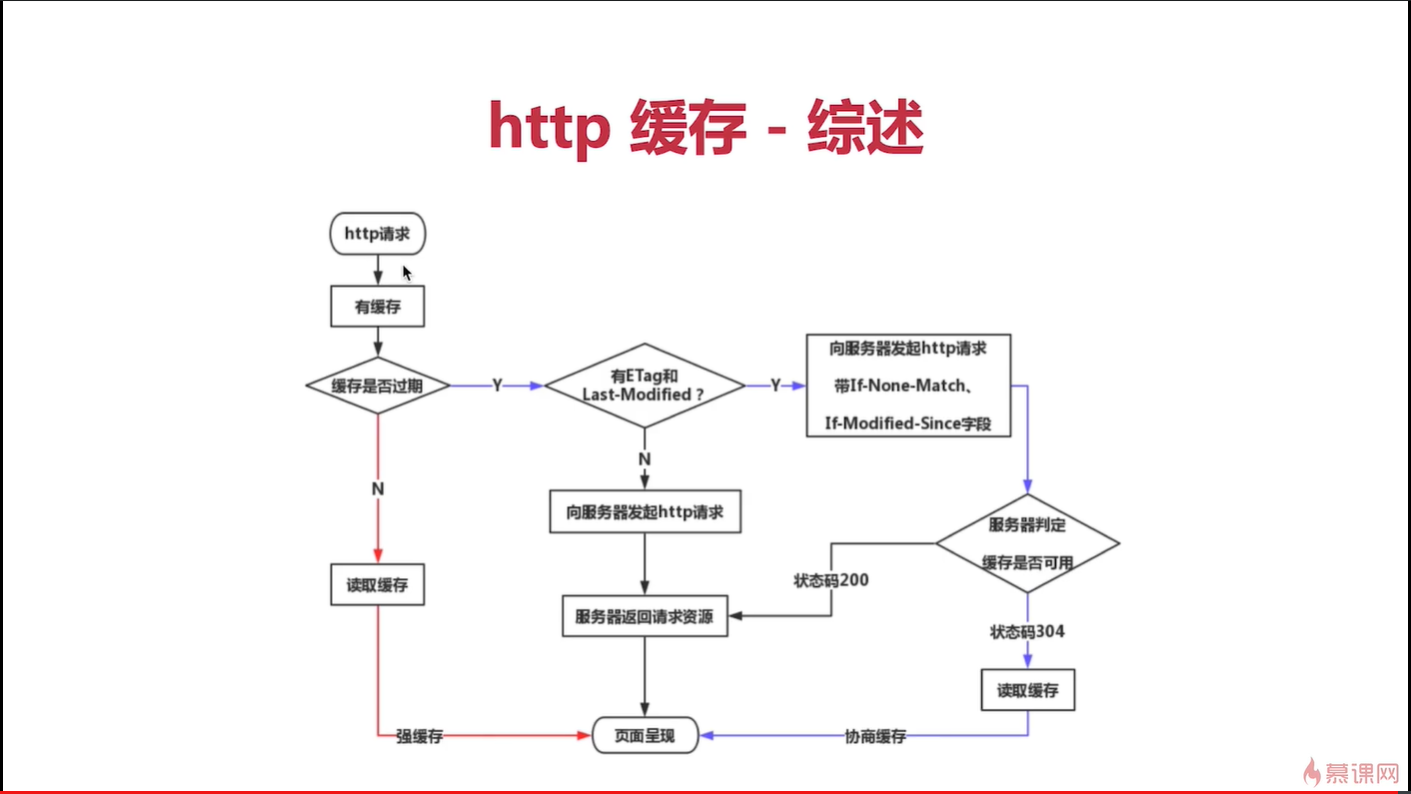 http 缓存 - 综述
http请求
有缓存
缓存是否过期
Y
有ETag和
Last-Modified ?
Y
向服务器发起http请求
带If-None-Match、
If-Modified-Since字段
N
N
向服务器发起http请求
服务器判定
缓存是否可用
读取缓存
状态码200
服务器返回请求资源
状态码304
读取缓存
强缓存
页面呈现
协商缓存
慕课网